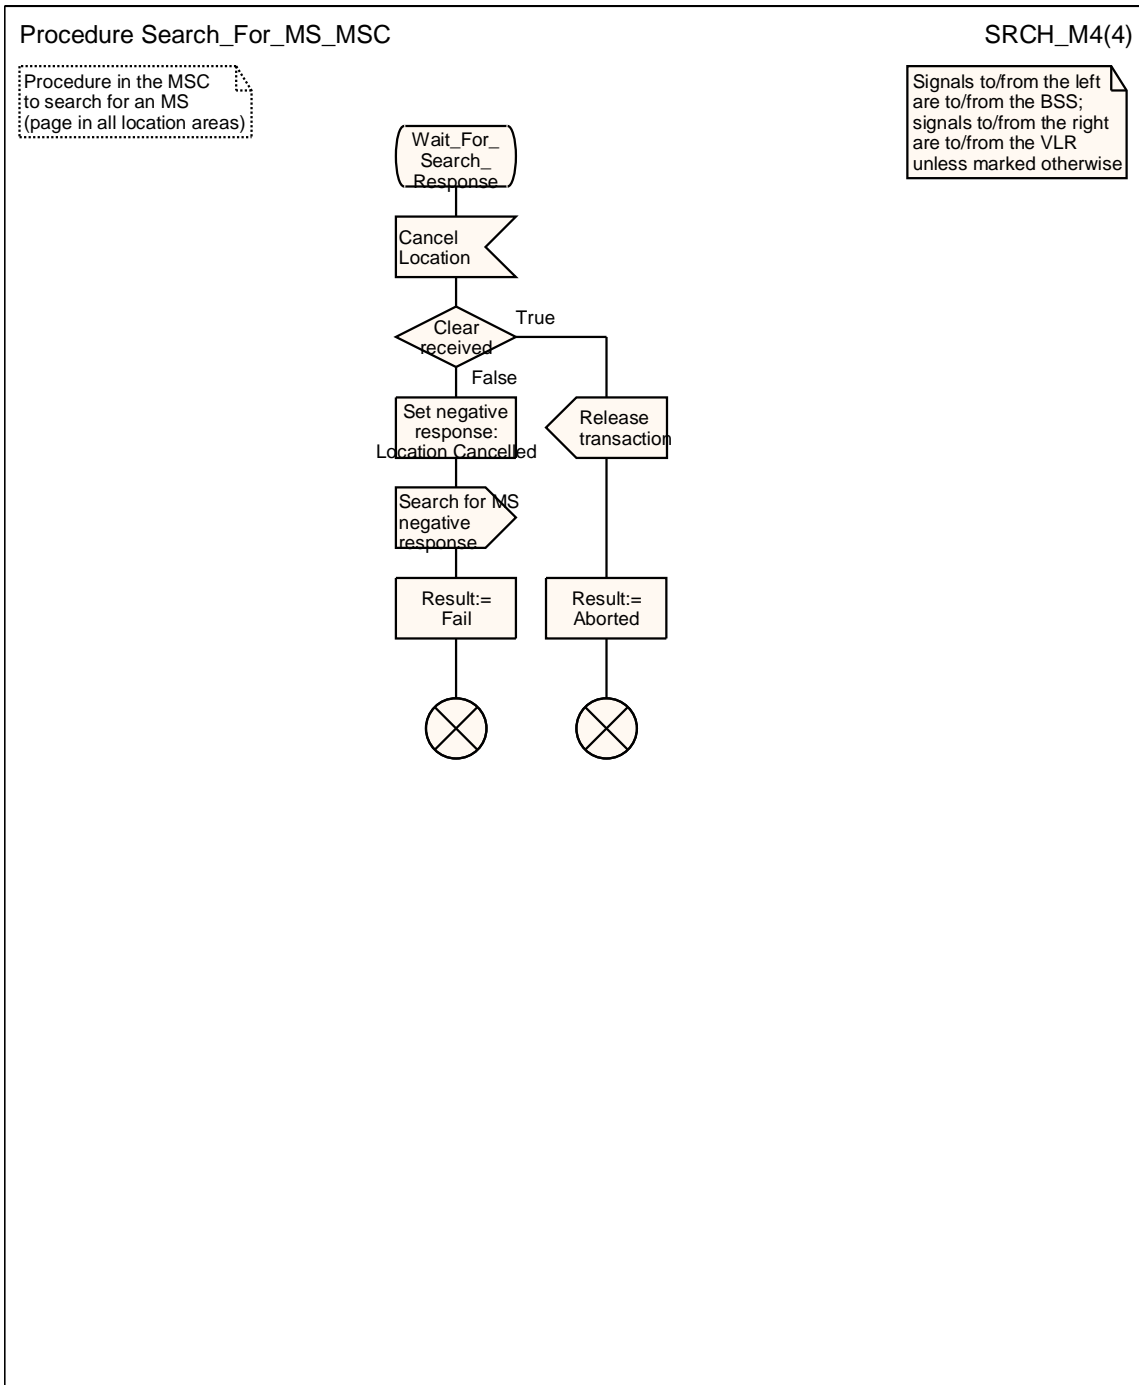 Procedure Search_For_MS_MSC
SRCH_M4(4)
Procedure in the MSC
to search for an MS
(page in all location areas)
Signals to/from the left
are to/from the BSS;
signals to/from the right
are to/from the VLR
unless marked otherwise
Wait_For_
Search_
Response
Cancel
Location
Clear
received
True
False
Set negative
response:
Location Cancelled
Release
transaction
Search for MS
negative
response
Result:=
Fail
Result:=
Aborted